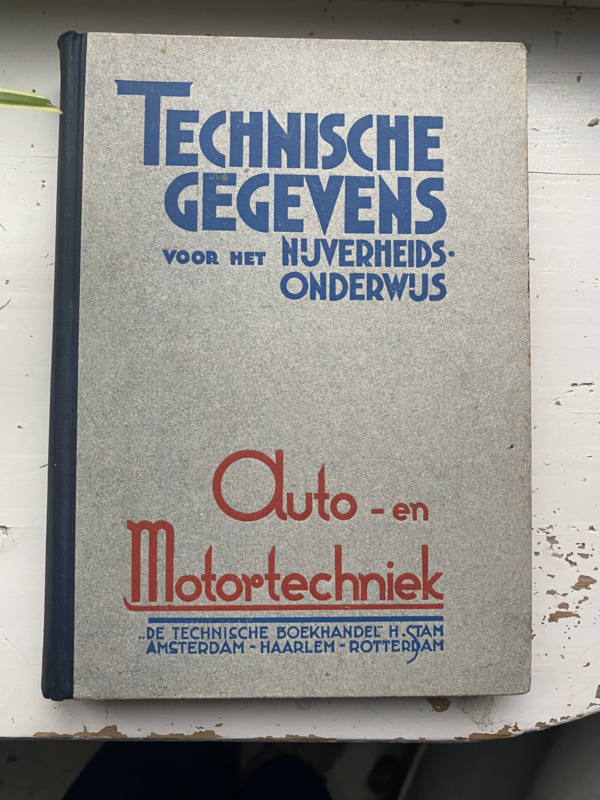 TECHNISCHE
GEGEVENS
VOOR HET NIJVERHEIDS-
ONDERWIJS
Auto - en
Motortechniek
„DE TECHNISCHE BOEKHANDEL" H. STAM
AMSTERDAM - HAARLEM - ROTTERDAM